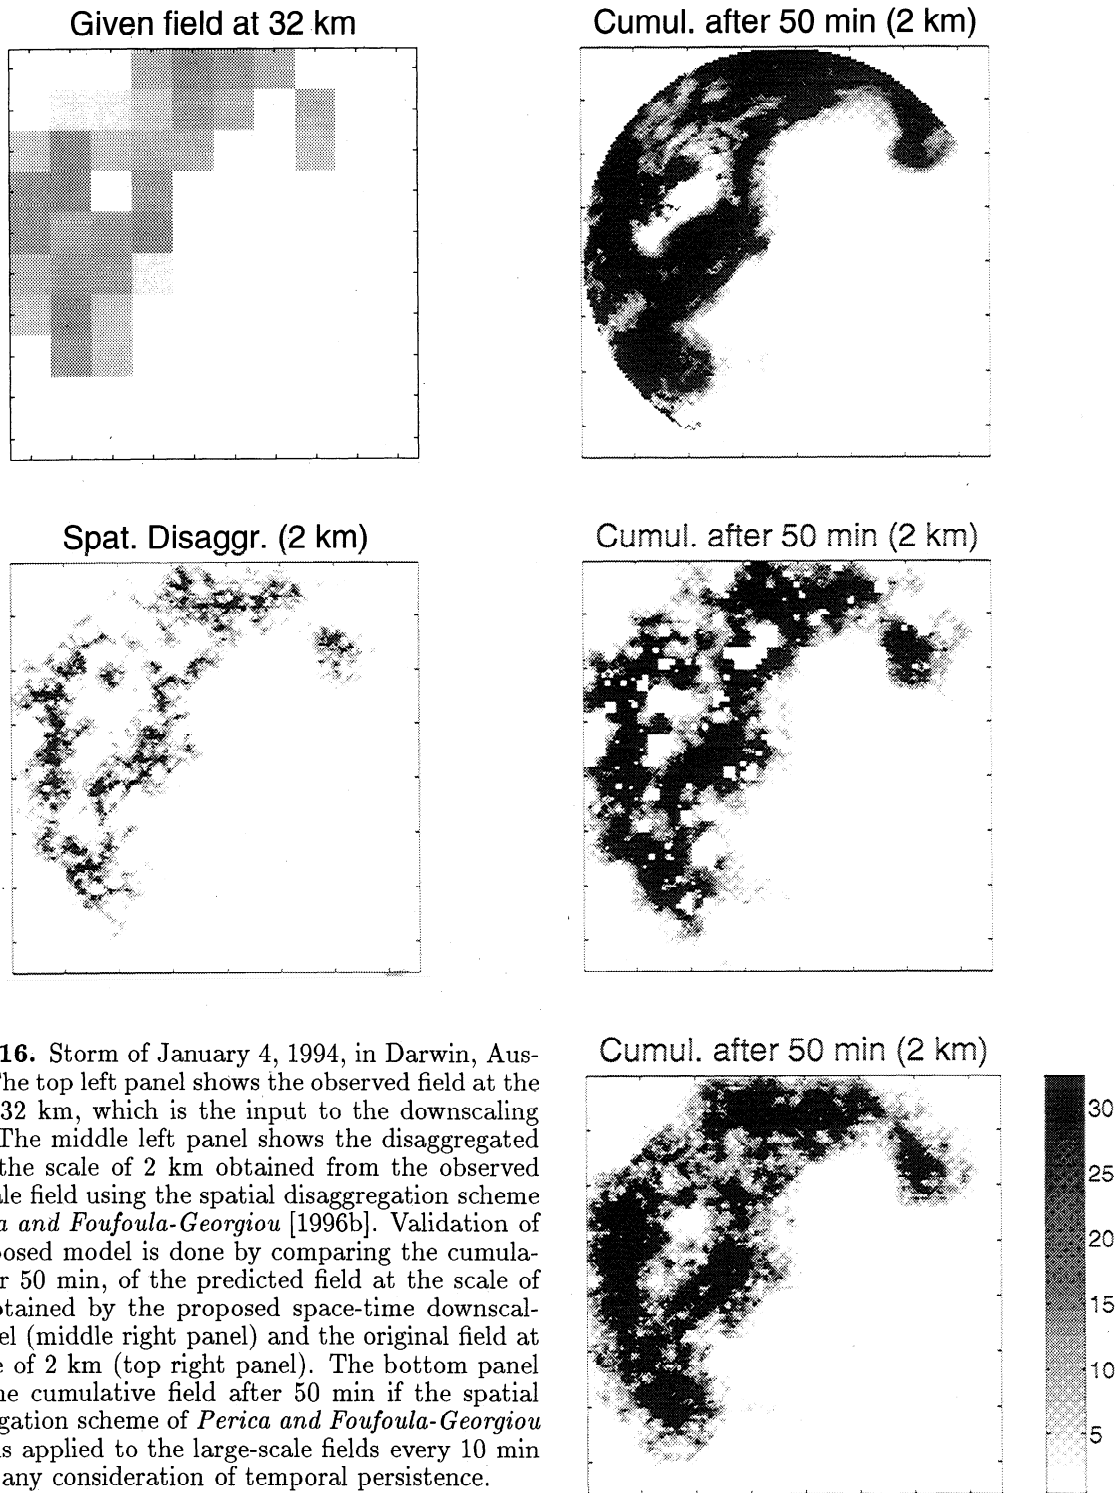 Given field at 32 km
Cumul. after 50 min (2 km)
Spat. Disaggr. (2 km)
Cumul. after 50 min (2 km)
Cumul. after 50 min (2 km)
30
25
20
15
10
5
16. Storm of January 4, 1994, in Darwin, Aus-
he top left panel shows the observed field at the
32 km, which is the input to the downscaling
The middle left panel shows the disaggregated
the scale of 2 km obtained from the observed
le field using the spatial disaggregation scheme
a and Foufoula-Georgiou [1996b]. Validation of
osed model is done by comparing the cumula-
r 50 min, of the predicted field at the scale of
tained by the proposed space-time downscal-
el (middle right panel) and the original field at
e of 2 km (top right panel). The bottom panel
ne cumulative field after 50 min if the spatial
gation scheme of Perica and Foufoula-Georgiou
s applied to the large-scale fields every 10 min
any consideration of temporal persistence.